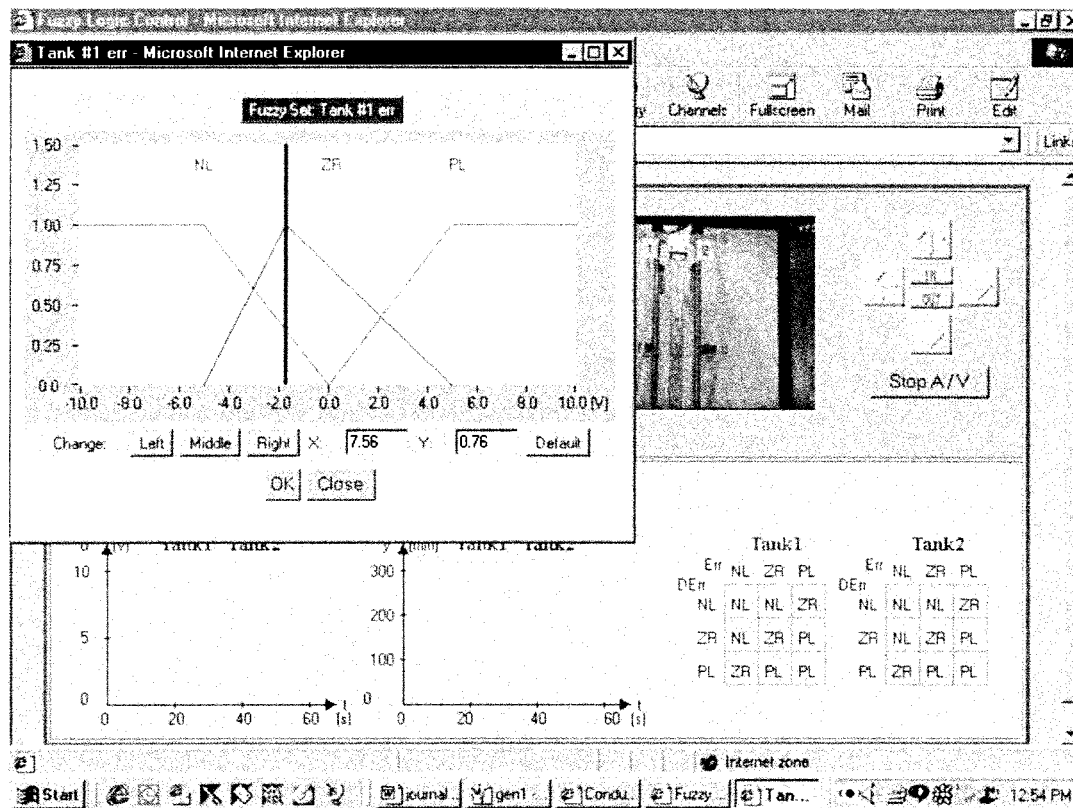 Fuzzy Logic Control - Microsoft Internet Explorer
Tank #1 err - Microsoft Internet Explorer
Channels Fullscreen Mail Print Edit
Fuzzy Set: Tank #1 err
Links
1.50
NL ZR PL
1.25
1.00
0.75
0.50
0.25
0.0
-10.0 -8.0 -6.0 -4.0 -2.0 0.0 2.0 4.0 6.0 8.0 10.0 [V]
Stop A / V
Change: Left Middle Right X: 7.56 Y: 0.76 Default
OK Close
Tank1 Tank2
10
5
0
0 20 40 60 [s]
t
y [mm] Tank1 Tank2
300
200
100
0
0 20 40 60 [s]
t
Tank1
Err NL ZR PL
DErr
NL NL NL ZR
ZR NL ZR PL
PL ZR PL PL
Tank2
Err NL ZR PL
DErr
NL NL NL ZR
ZR NL ZR PL
PL ZR PL PL
Internet zone
Start journal... gen1 - Condu... Fuzzy Tan... 12:54 PM